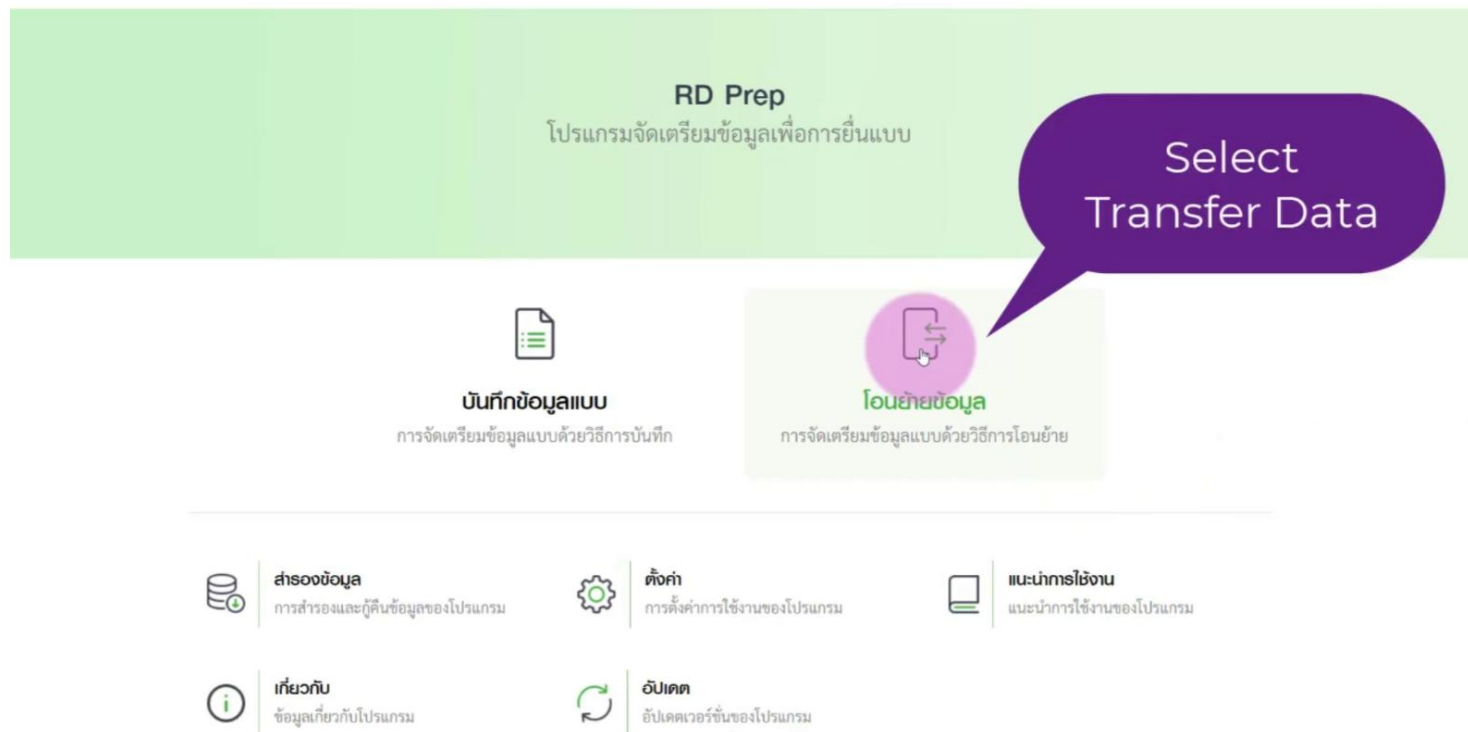 RD Prep
โปรแกรมจัดเตรียมข้อมูลเพื่อการยื่นแบบ
Select
Transfer Data
บันทึกข้อมูลแบบ
การจัดเตรียมข้อมูลแบบด้วยวิธีการบันทึก
โอนย้ายข้อมูล
การจัดเตรียมข้อมูลแบบด้วยวิธีการโอนย้าย
สำรองข้อมูล
การสำรองและกู้คืนข้อมูลของโปรแกรม
ตั้งค่า
การตั้งค่าการใช้งานของโปรแกรม
แนะนำการใช้งาน
แนะนำการใช้งานของโปรแกรม
เกี่ยวกับ
ข้อมูลเกี่ยวกับโปรแกรม
อัปเดต
อัปเดตเวอร์ชั่นของโปรแกรม